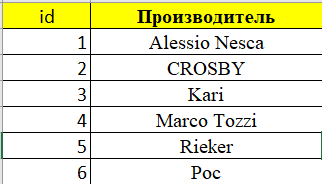 id Производитель
1 Alessio Nesca
2 CROSBY
3 Kari
4 Marco Tozzi
5 Rieker
6 Рос